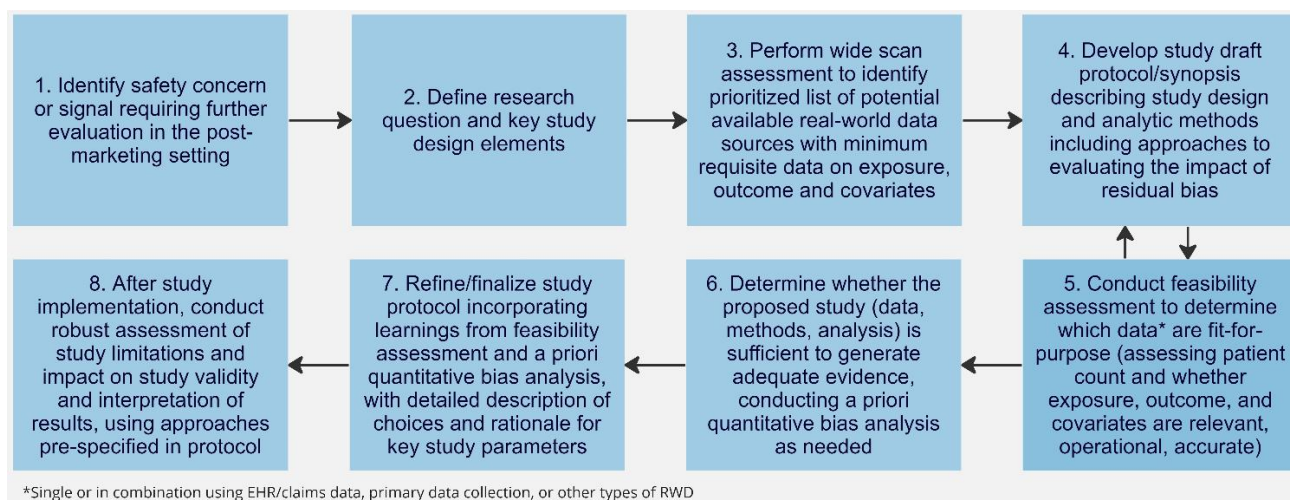 1. Identify safety concern
or signal requiring further
evaluation in the post-
marketing setting
2. Define research
question and key study
design elements
3. Perform wide scan
assessment to identify
prioritized list of potential
available real-world data
sources with minimum
requisite data on exposure,
outcome and covariates
4. Develop study draft
protocol/synopsis
describing study design
and analytic methods
including approaches to
evaluating the impact of
residual bias
5. Conduct feasibility
assessment to determine
which data* are fit-for-
purpose (assessing patient
count and whether
exposure, outcome, and
covariates are relevant,
operational, accurate)
6. Determine whether the
proposed study (data,
methods, analysis) is
sufficient to generate
adequate evidence,
conducting a priori
quantitative bias analysis
as needed
7. Refine/finalize study
protocol incorporating
learnings from feasibility
assessment and a priori
quantitative bias analysis,
with detailed description of
choices and rationale for
key study parameters
8. After study
implementation, conduct
robust assessment of
study limitations and
impact on study validity
and interpretation of
results, using approaches
pre-specified in protocol
*Single or in combination using EHR/claims data, primary data collection, or other types of RWD